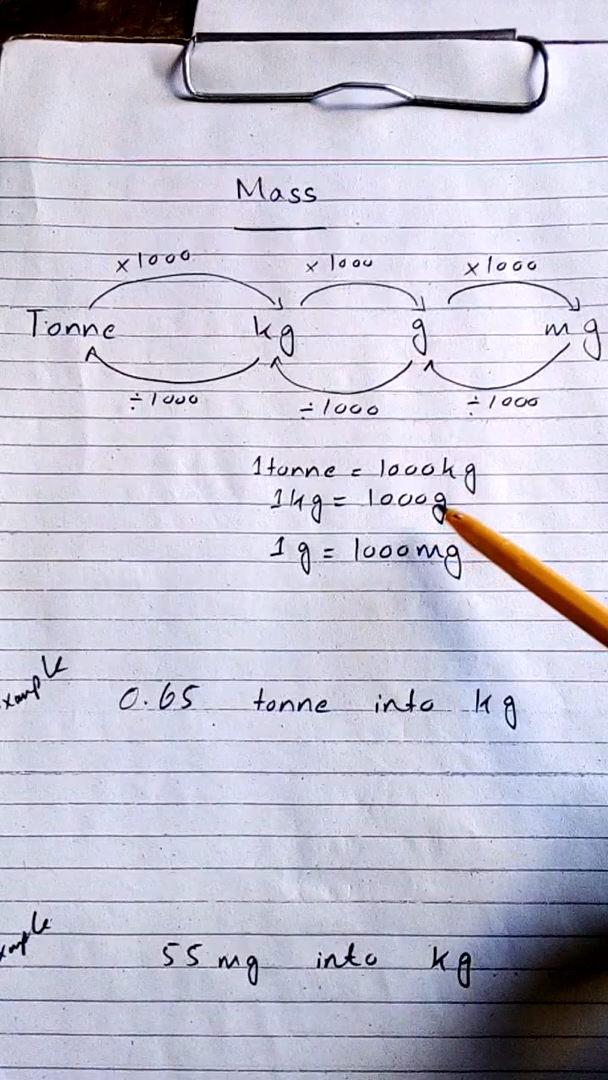 Mass
x1000 x1000 x1000
Tonne kg g mg
÷1000 ÷1000 ÷1000
1tonne = 1000kg
1kg = 1000g
1g = 1000mg
0.65 tonne into kg
55mg into kg